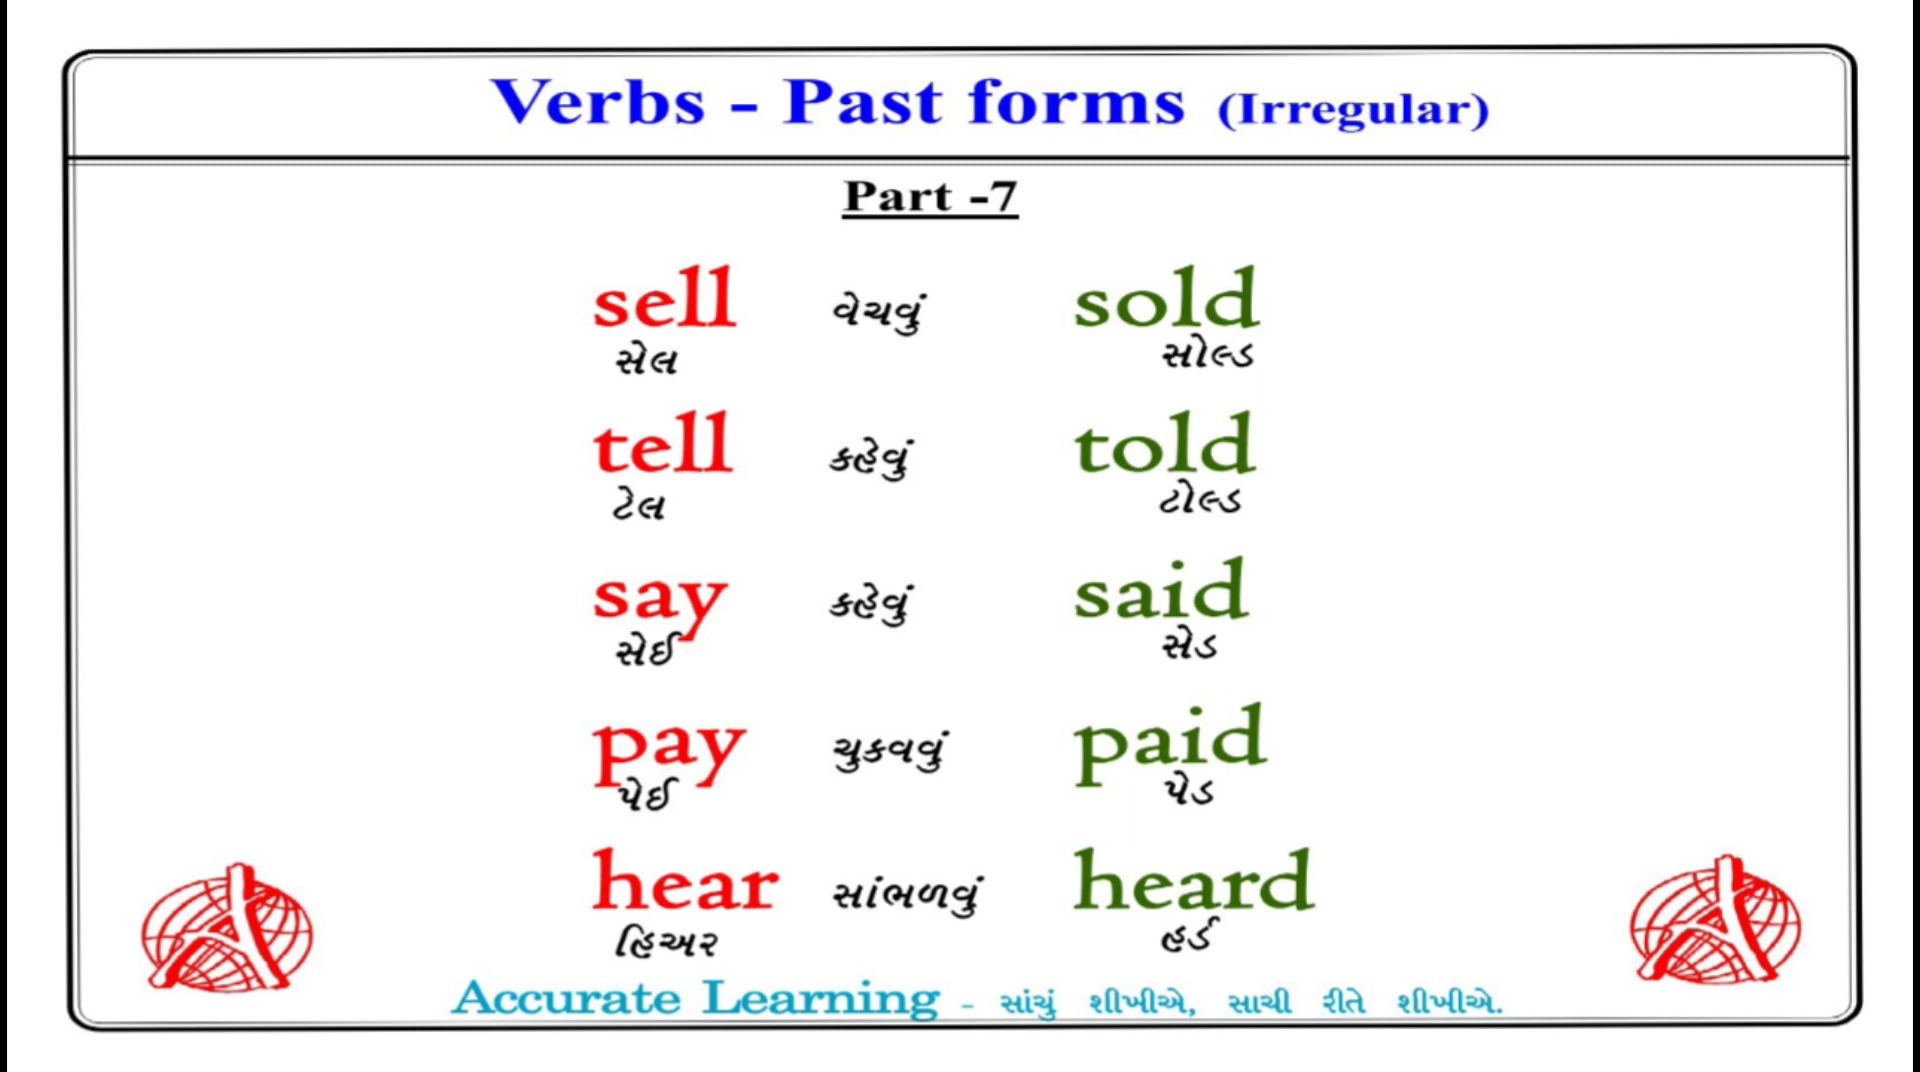 Verbs - Past forms (Irregular)
Part -7
sell વેચવું sold
સેલ સોલ્ડ
tell કહેવું told
ટેલ ટોલ્ડ
say કહેવું said
સેઈ સેડ
pay ચુકવવું paid
પેઈ પેડ
hear સાંભળવું heard
હિઅર હર્ડ
Accurate Learning - સાંચું શીખીએ, સાચી રીતે શીખીએ.